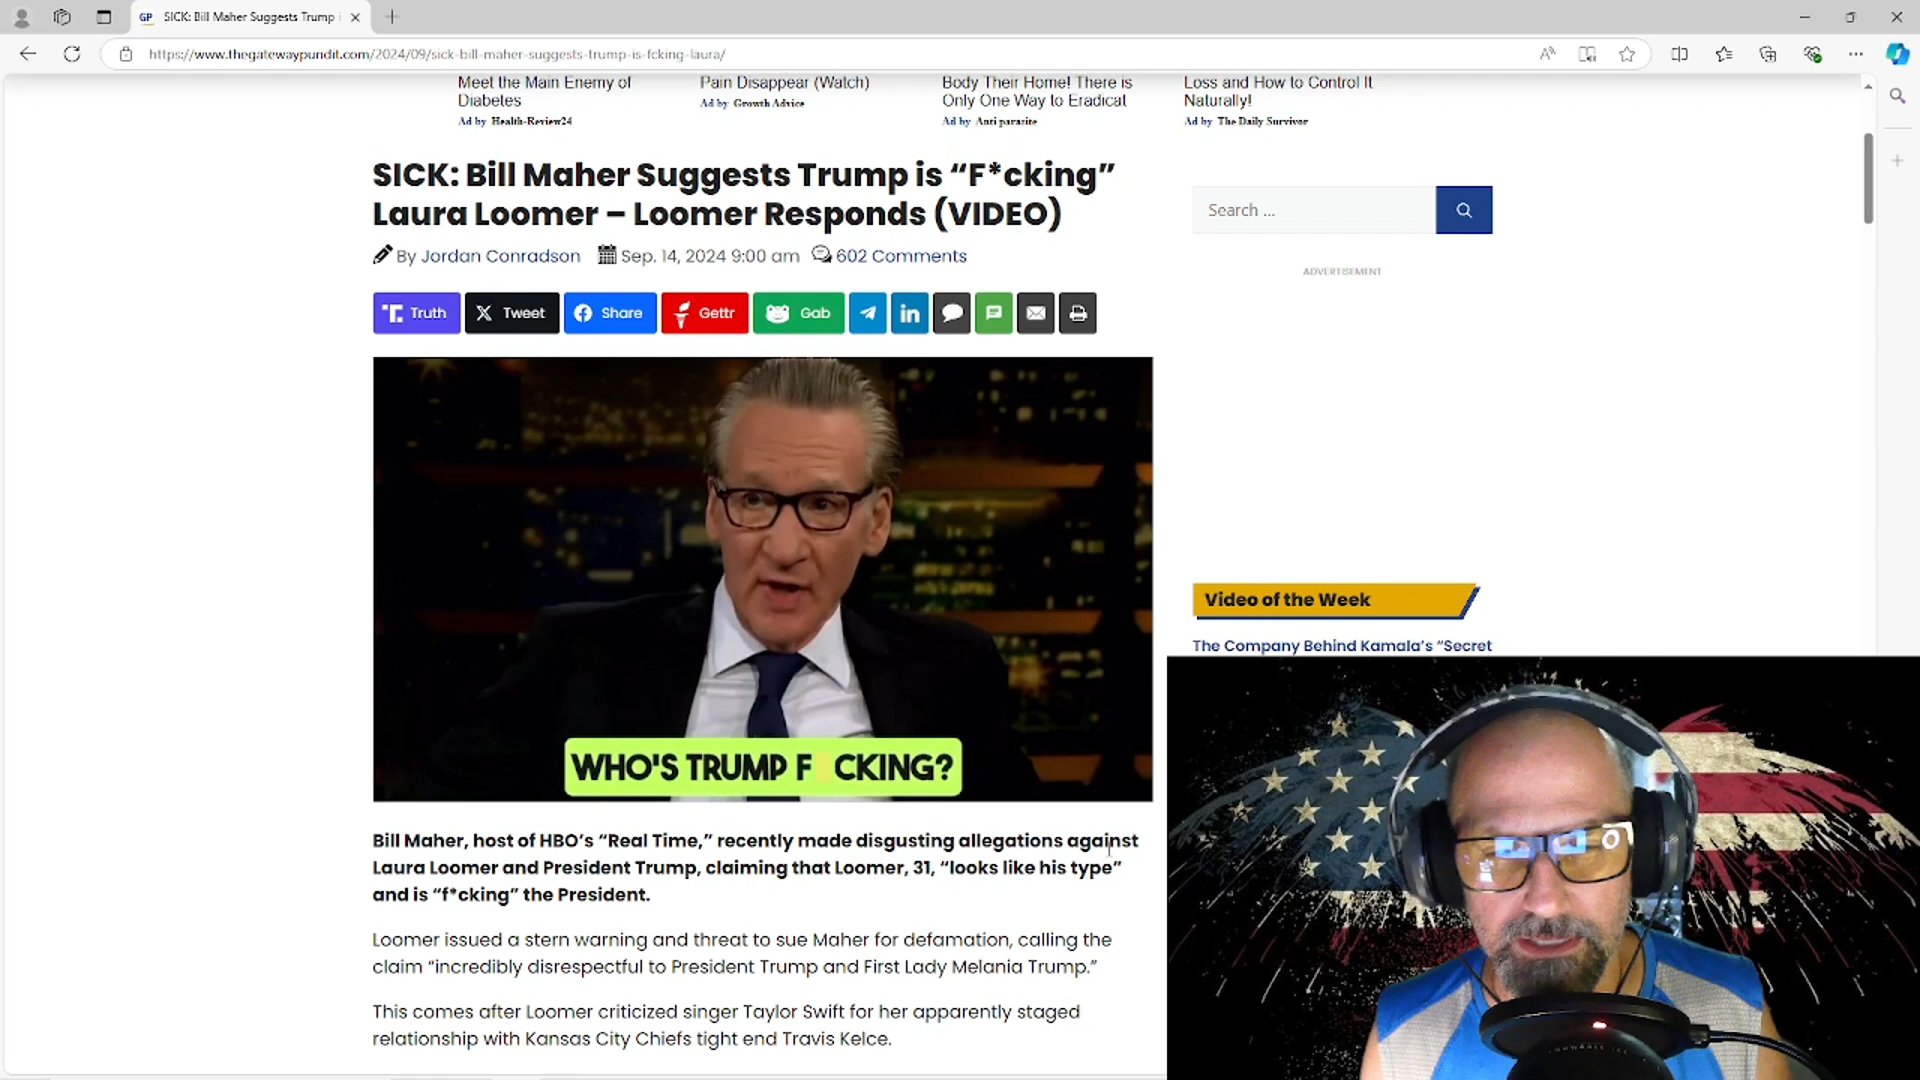 GP SICK: Bill Maher Suggests Trump i
https://www.thegatewaypundit.com/2024/09/sick-bill-maher-suggests-trump-is-fcking-laura/
Meet the Main Enemy of
Diabetes
Ad by Health-Review24
Pain Disappear (Watch)
Ad by Growth Advice
Body Their Home! There is
Only One Way to Eradicat
Ad by Anti parasite
Loss and How to Control It
Naturally!
Ad by The Daily Survivor
SICK: Bill Maher Suggests Trump is “F*cking”
Laura Loomer – Loomer Responds (VIDEO)
By Jordan Conradson Sep. 14, 2024 9:00 am 602 Comments
Truth Tweet Share Gettr Gab
Search ...
ADVERTISEMENT
WHO'S TRUMP F CKING?
Video of the Week
The Company Behind Kamala’s “Secret
Bill Maher, host of HBO’s “Real Time,” recently made disgusting allegations against
Laura Loomer and President Trump, claiming that Loomer, 31, “looks like his type”
and is “f*cking” the President.
Loomer issued a stern warning and threat to sue Maher for defamation, calling the
claim “incredibly disrespectful to President Trump and First Lady Melania Trump.”
This comes after Loomer criticized singer Taylor Swift for her apparently staged
relationship with Kansas City Chiefs tight end Travis Kelce.